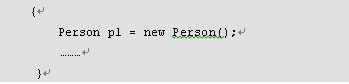 {
Person p1 = new Person();
………
}